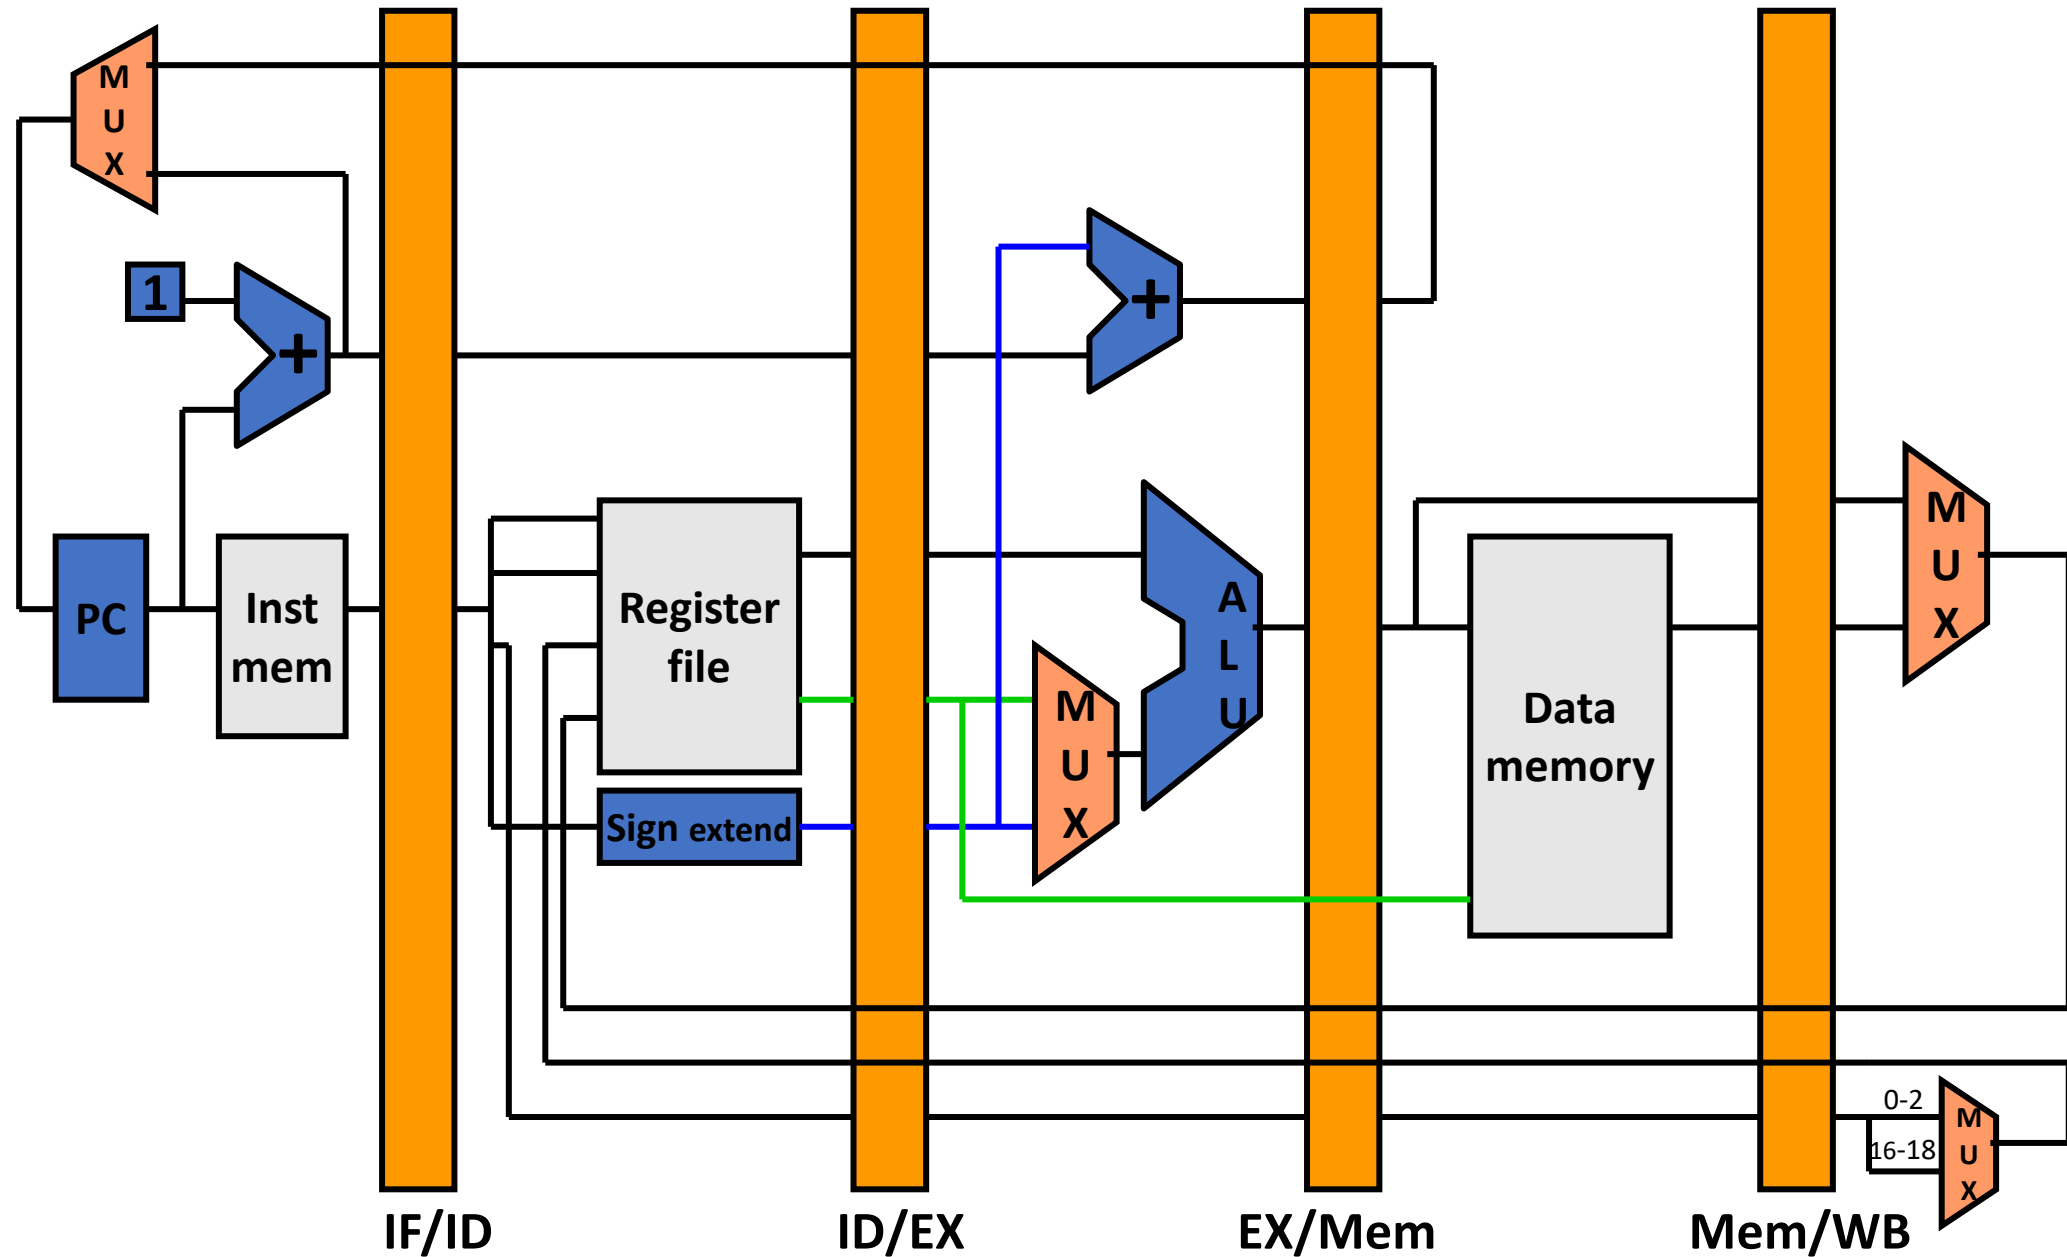 M
U
X
1
+
+
PC
Inst
mem
Register
file
Sign extend
M
U
X
A
L
U
Data
memory
M
U
X
0-2
16-18
M
U
X
IF/ID
ID/EX
EX/Mem
Mem/WB